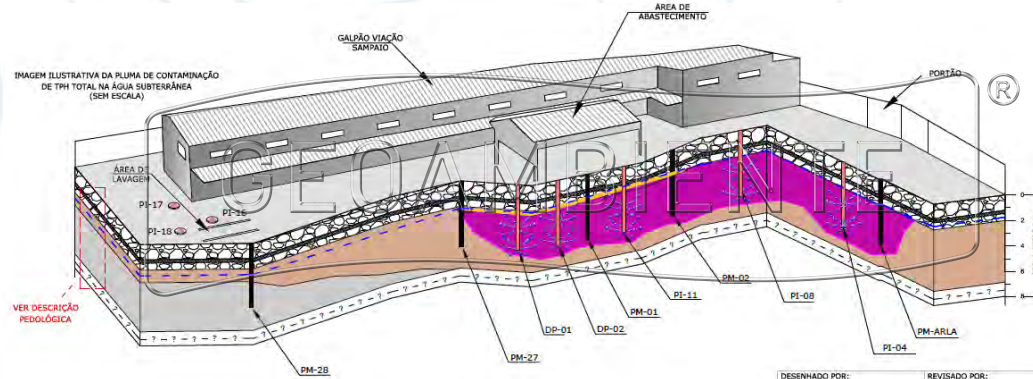 IMAGEM ILUSTRATIVA DA PLUMA DE CONTAMINAÇÃO
DE TPH TOTAL NA ÁGUA SUBTERRÂNEA
(SEM ESCALA)
GALPÃO VIAÇÃO
SAMPAIO
ÁREA DE
ABASTECIMENTO
PORTÃO
®
GEOAMBIENTE
ÁREA DE
LAVAGEM
PI-17
PI-16
PI-18
VER DESCRIÇÃO
PEDOLÓGICA
PM-28
PM-27
DP-01
DP-02
PM-01
PI-11
PM-02
PI-08
PI-04
PM-ARLA
0
2
4
6
8
? ? ? ? ? ? ? ? ? ? ? ? ? ? ? ?
DESENHADO POR:
REVISADO POR: